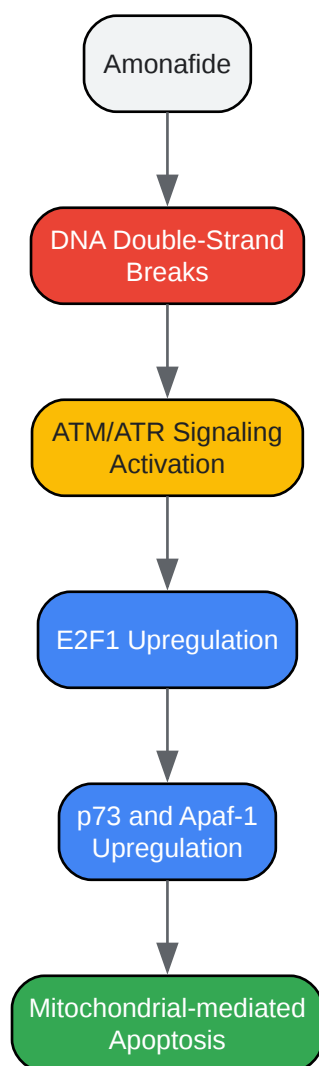 Amonafide
DNA Double-Strand
Breaks
ATM/ATR Signaling
Activation
E2F1 Upregulation
p73 and Apaf-1
Upregulation
Mitochondrial-mediated
Apoptosis